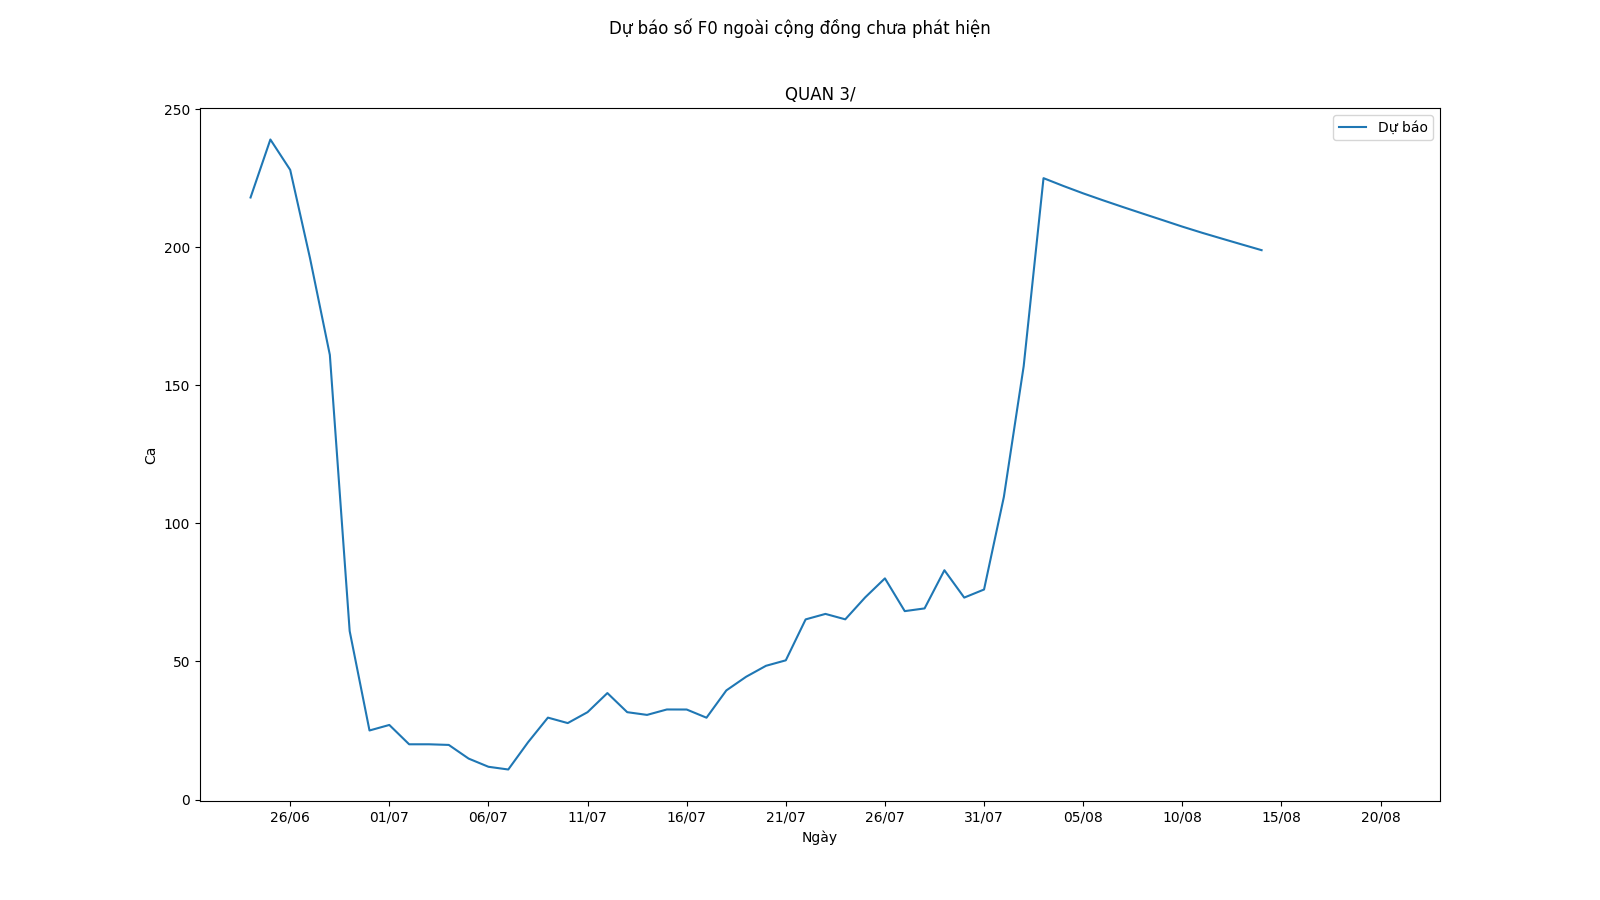 Dự báo số F0 ngoài cộng đồng chưa phát hiện
QUAN 3/
Dự báo
250
200
150
100
50
0
Ca
26/06 01/07 06/07 11/07 16/07 21/07 26/07 31/07 05/08 10/08 15/08 20/08
Ngày